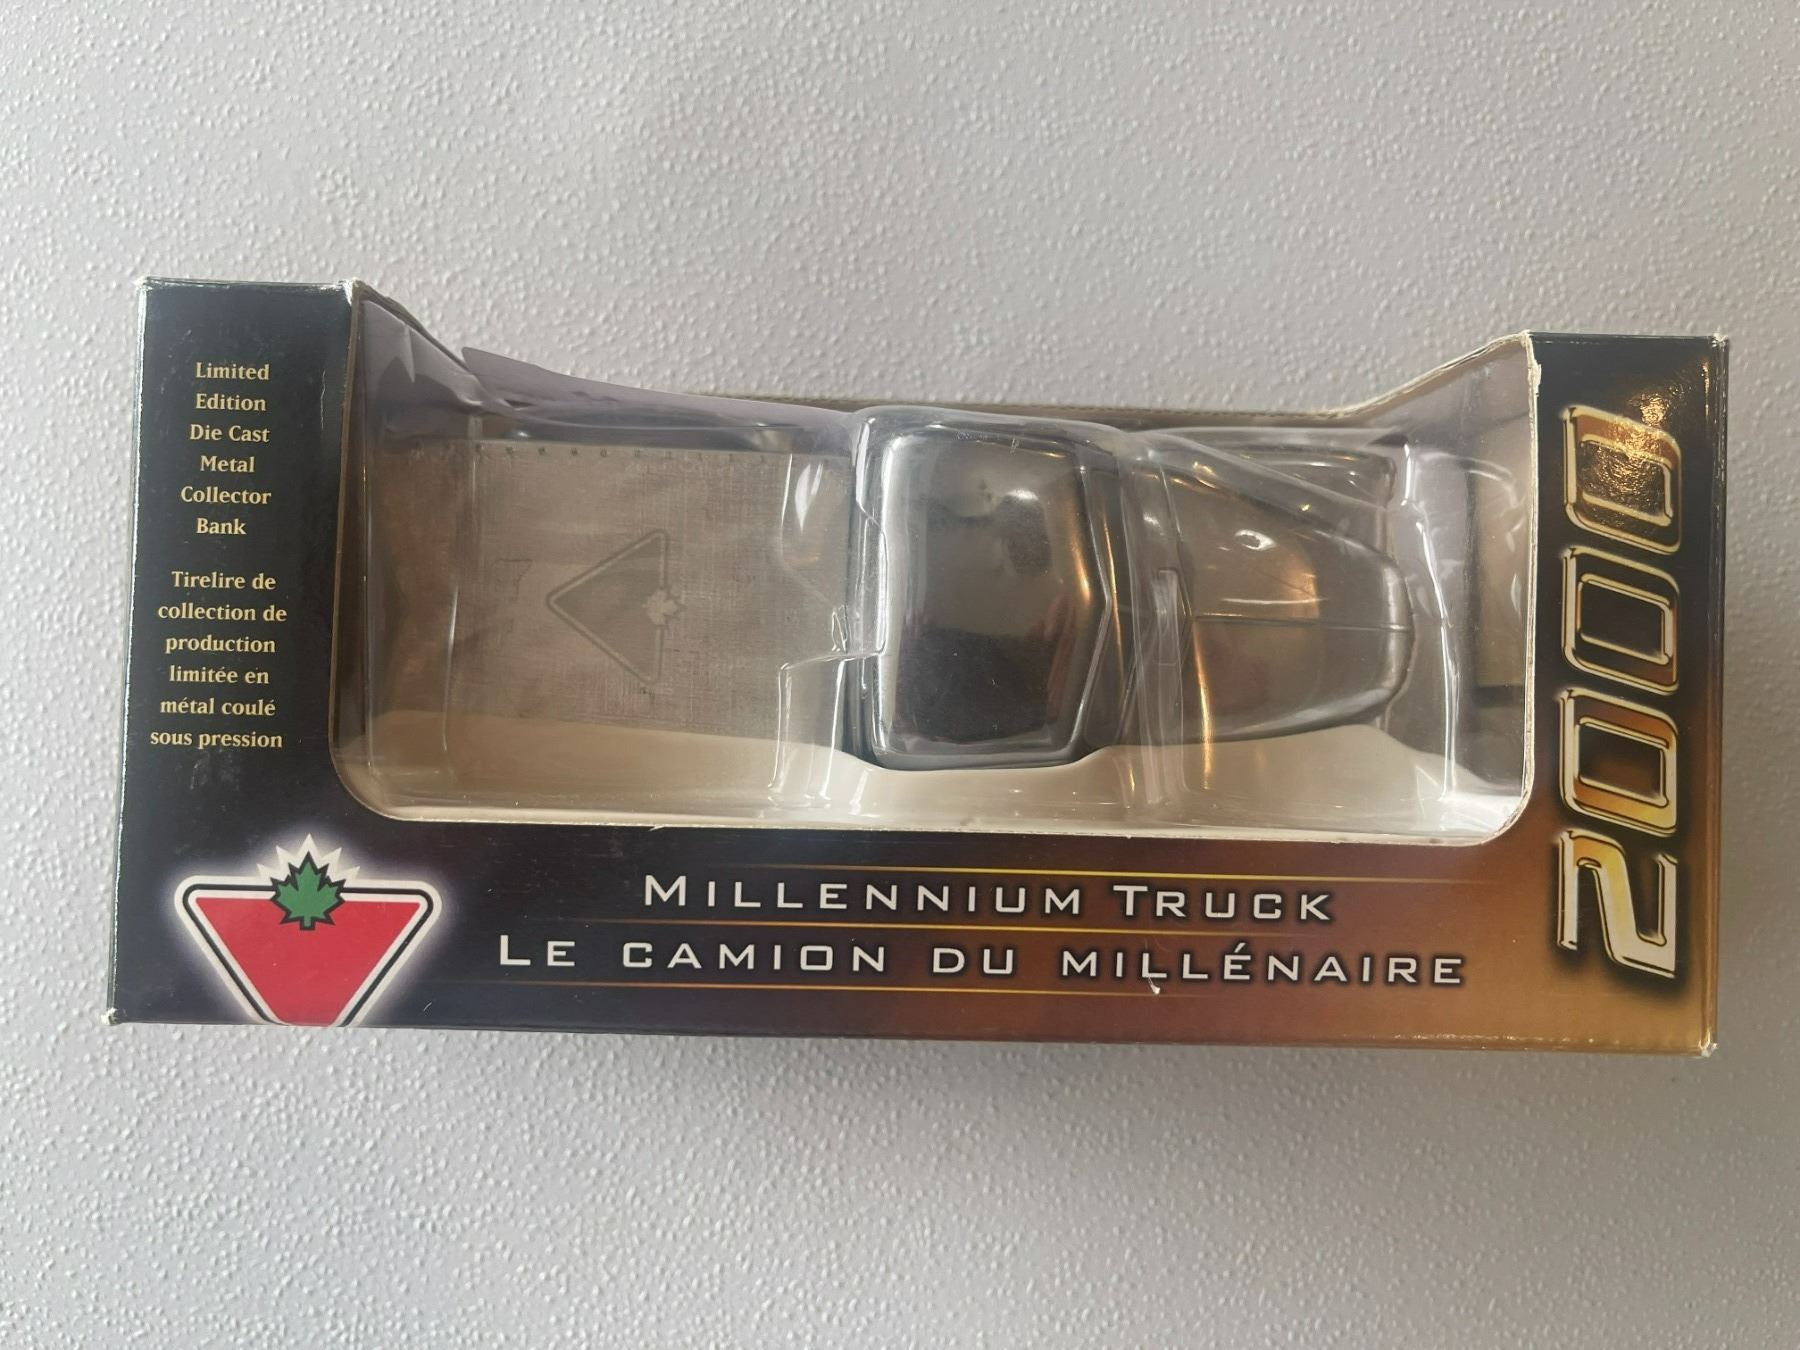 Limited
Edition
Die Cast
Metal
Collector
Bank
Tirelire de
collection de
production
limitée en
métal coulé
sous pression
MILLENNIUM TRUCK
LE CAMION DU MILLÉNAIRE
2000